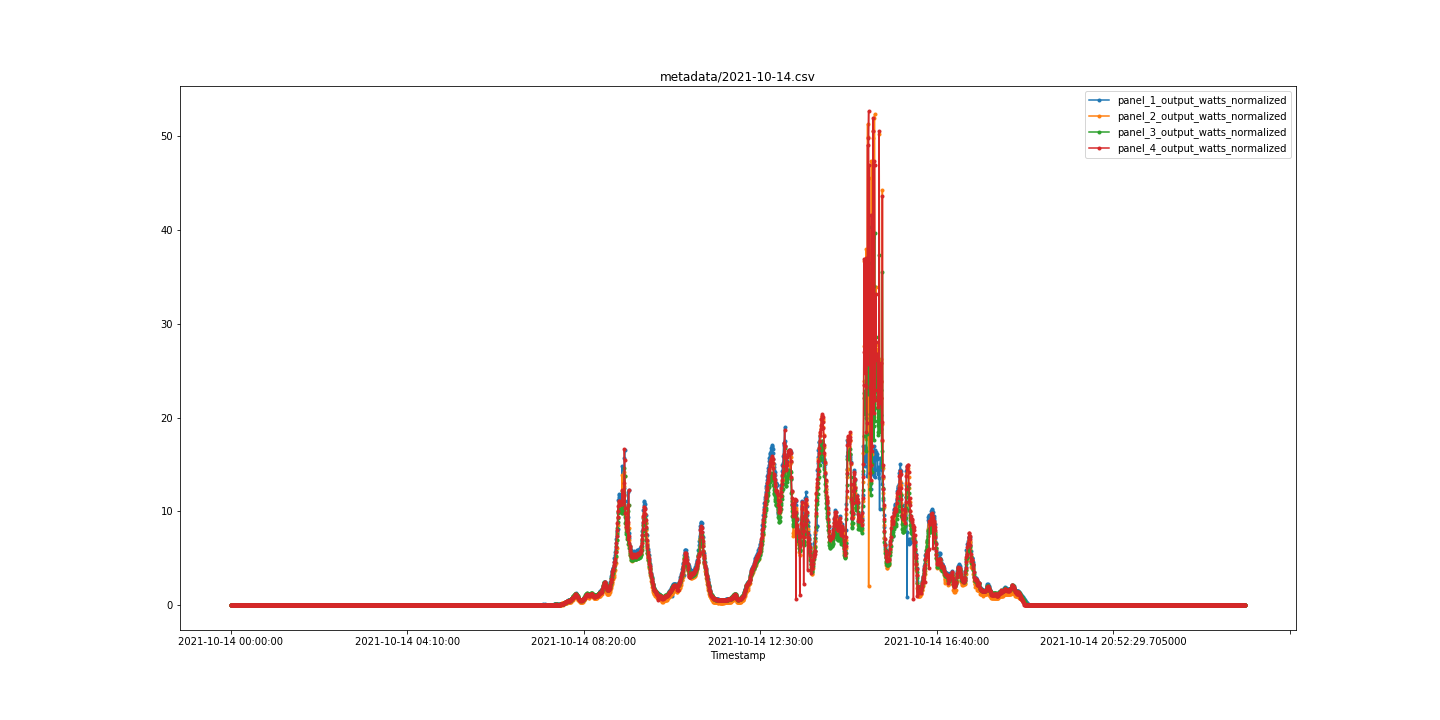 metadata/2021-10-14.csv
panel_1_output_watts_normalized
panel_2_output_watts_normalized
panel_3_output_watts_normalized
panel_4_output_watts_normalized
50
40
30
20
10
0
2021-10-14 00:00:00 2021-10-14 04:10:00 2021-10-14 08:20:00 2021-10-14 12:30:00 2021-10-14 16:40:00 2021-10-14 20:52:29.705000
Timestamp